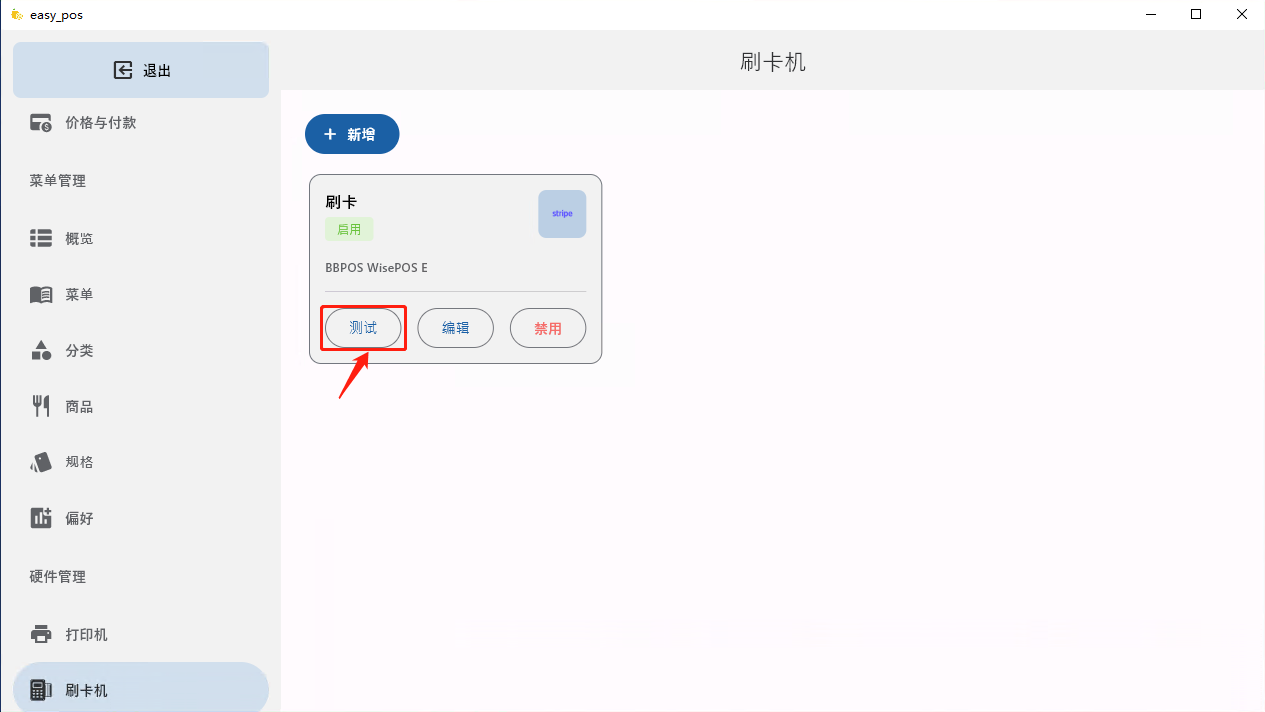 easy_pos
退出
价格与付款
菜单管理
概览
菜单
分类
商品
规格
偏好
硬件管理
打印机
刷卡机
刷卡机
新增
刷卡
启用
stripe
BBPOS WisePOS E
测试
编辑
禁用